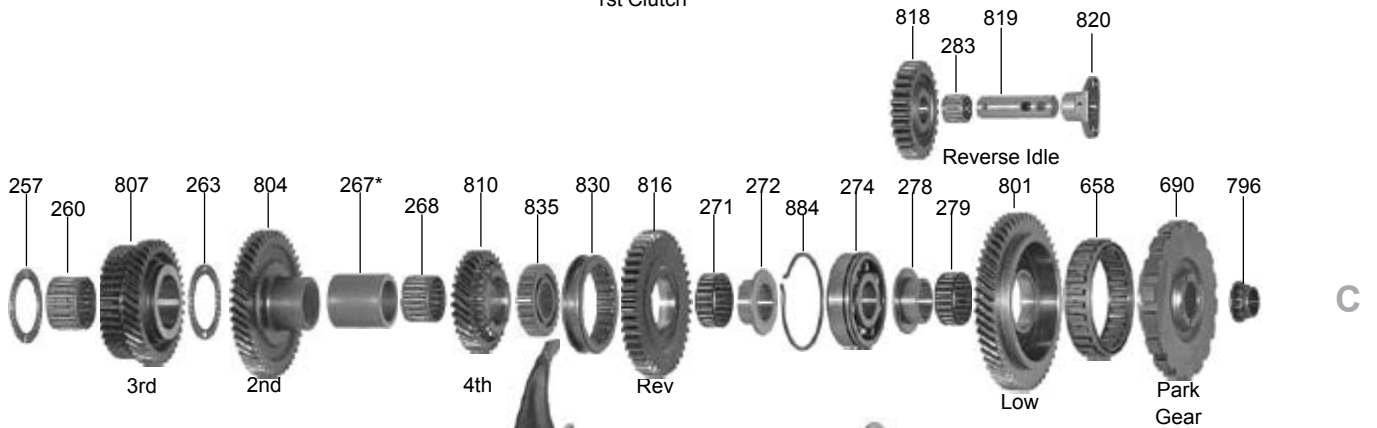 1st Clutch
818 819 820
283
Reverse Idle
257 807 263 804 267* 810 830 816 272 274 278 801 658 690 796
260 268 835 271 884 279
C
3rd 2nd 4th Rev Low Park
Gear